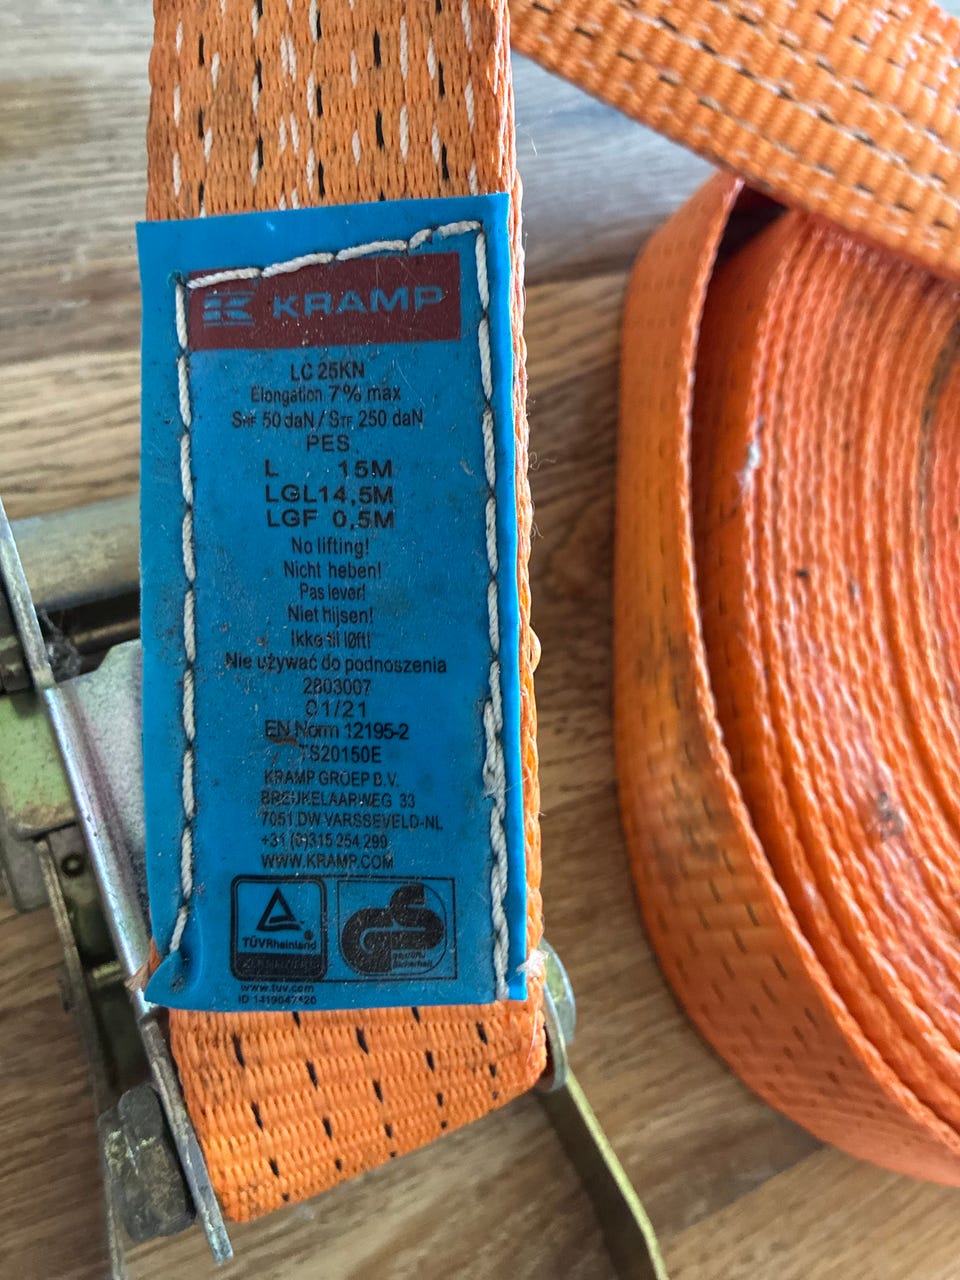 KRAMP
LC 25KN
Elongation 7% max
SHF 50 daN / STF 250 daN
PES
L 15M
LGL14,5M
LGF 0,5M
No lifting!
Nicht heben!
Pas lever!
Niet hijsen!
Ikke til løft!
Nie używać do podnoszenia
2803007
01/21
EN Norm 12195-2
TS20150E
KRAMP GROEP B.V.
BREUKELAARWEG 33
7051 DW VARSSEVELD-NL
+31 (0)315 254 299
WWW.KRAMP.COM
TÜVRheinland®
GS
geprüfte
Sicherheit
www.tuv.com
ID